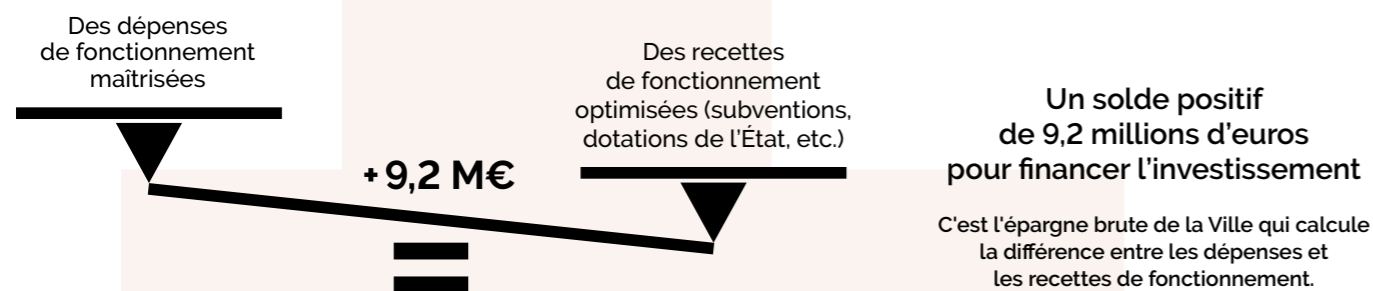 Des dépenses
de fonctionnement
maîtrisées
Des recettes
de fonctionnement
optimisées (subventions,
dotations de l’État, etc.)
+ 9,2 M€
Un solde positif
de 9,2 millions d’euros
pour financer l’investissement
C'est l'épargne brute de la Ville qui calcule
la différence entre les dépenses et
les recettes de fonctionnement.